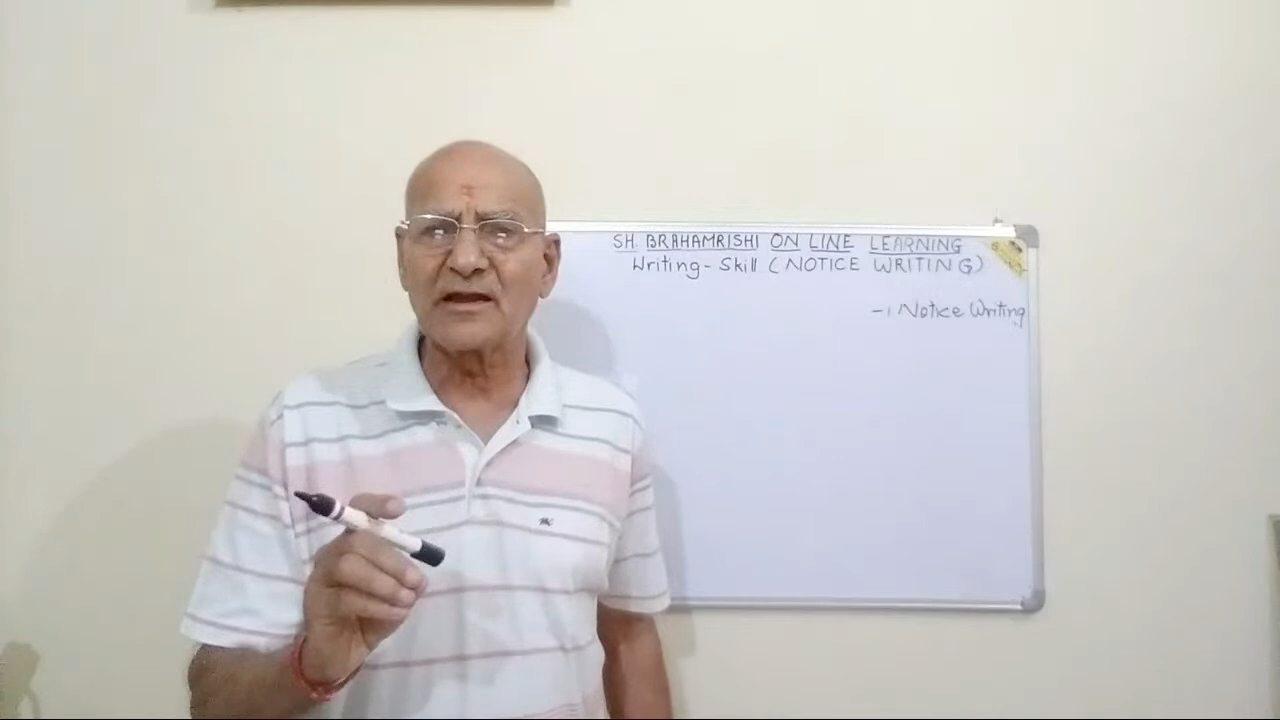 SH. BRAHAMRISHI ON LINE LEARNING
Writing-Skill (NOTICE WRITING)
-1 Notice Writing